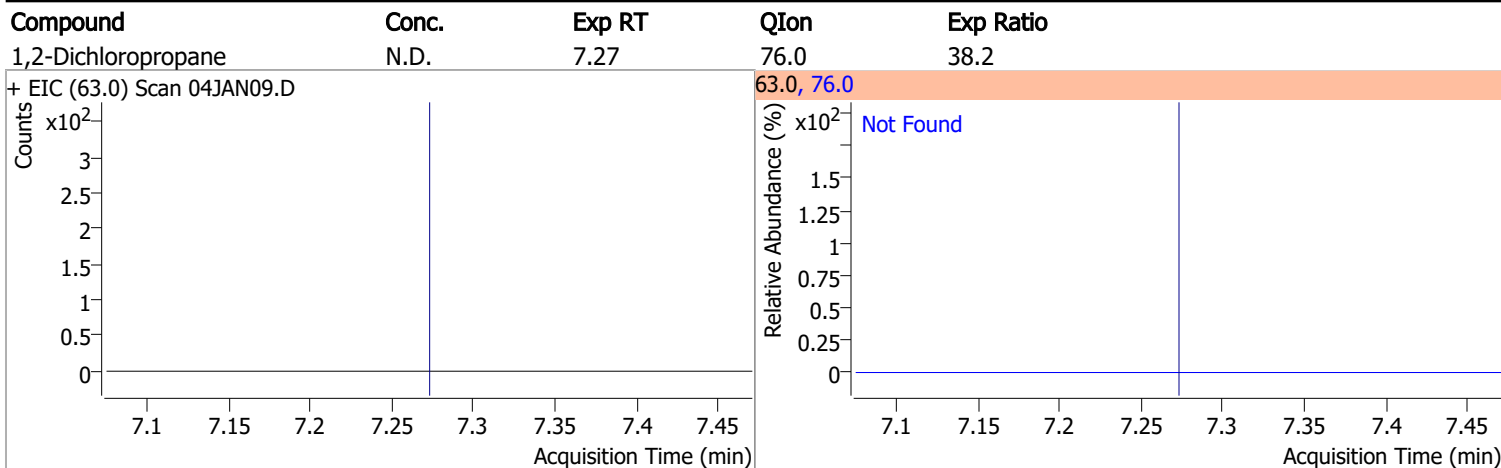 Compound Conc. Exp RT QIon Exp Ratio
1,2-Dichloropropane N.D. 7.27 76.0 38.2
+ EIC (63.0) Scan 04JAN09.D
Counts
x10²
3
2.5
2
1.5
1
0.5
0
7.1 7.15 7.2 7.25 7.3 7.35 7.4 7.45
Acquisition Time (min)
63.0, 76.0
Relative Abundance (%)
x10²
Not Found
1.5
1.25
1
0.75
0.5
0.25
0
7.1 7.15 7.2 7.25 7.3 7.35 7.4 7.45
Acquisition Time (min)